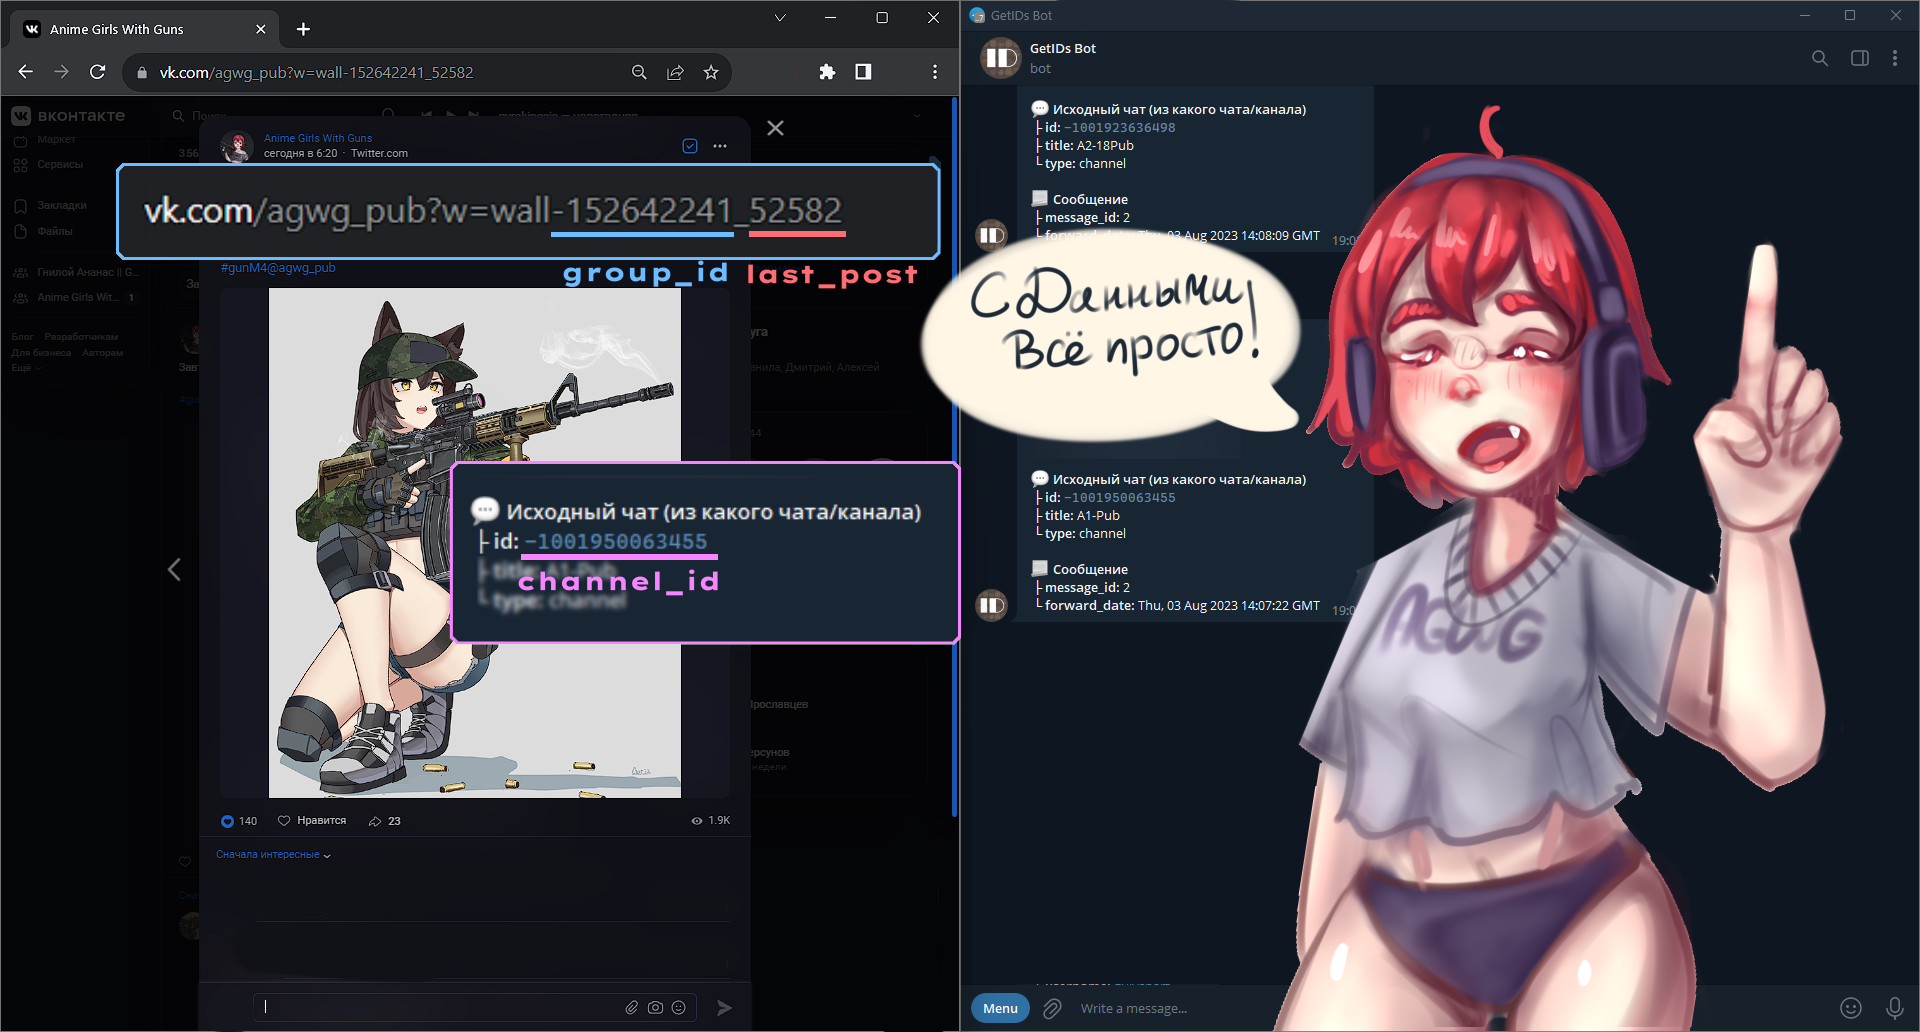 Anime Girls With Guns
vk.com/agwg_pub?w=wall-152642241_52582
вконтакте
Поиск
Маркет
Сервисы
Закладки
Файлы
Гнилой Ананас || G...
Anime Girls Wit... 1
Блог Разработчикам
Для бизнеса Авторам
Ещё
Anime Girls With Guns
сегодня в 6:20 · Twitter.com
vk.com/agwg_pub?w=wall-152642241_52582
group_id last_post
#gunM4@agwg_pub
Исходный чат (из какого чата/канала)
id: -1001950063455
channel_id
title: A1-Pub
type: channel
140 Нравится 23 1.9K
Сначала интересные
GetIDs Bot
GetIDs Bot
bot
Исходный чат (из какого чата/канала)
id: -1001923636498
title: A2-18Pub
type: channel
Сообщение
message_id: 2
forward_date: Thu, 03 Aug 2023 14:08:09 GMT
С Данными,
Всё просто!
Исходный чат (из какого чата/канала)
id: -1001950063455
title: A1-Pub
type: channel
Сообщение
message_id: 2
forward_date: Thu, 03 Aug 2023 14:07:22 GMT
AGWG
Menu
Write a message...